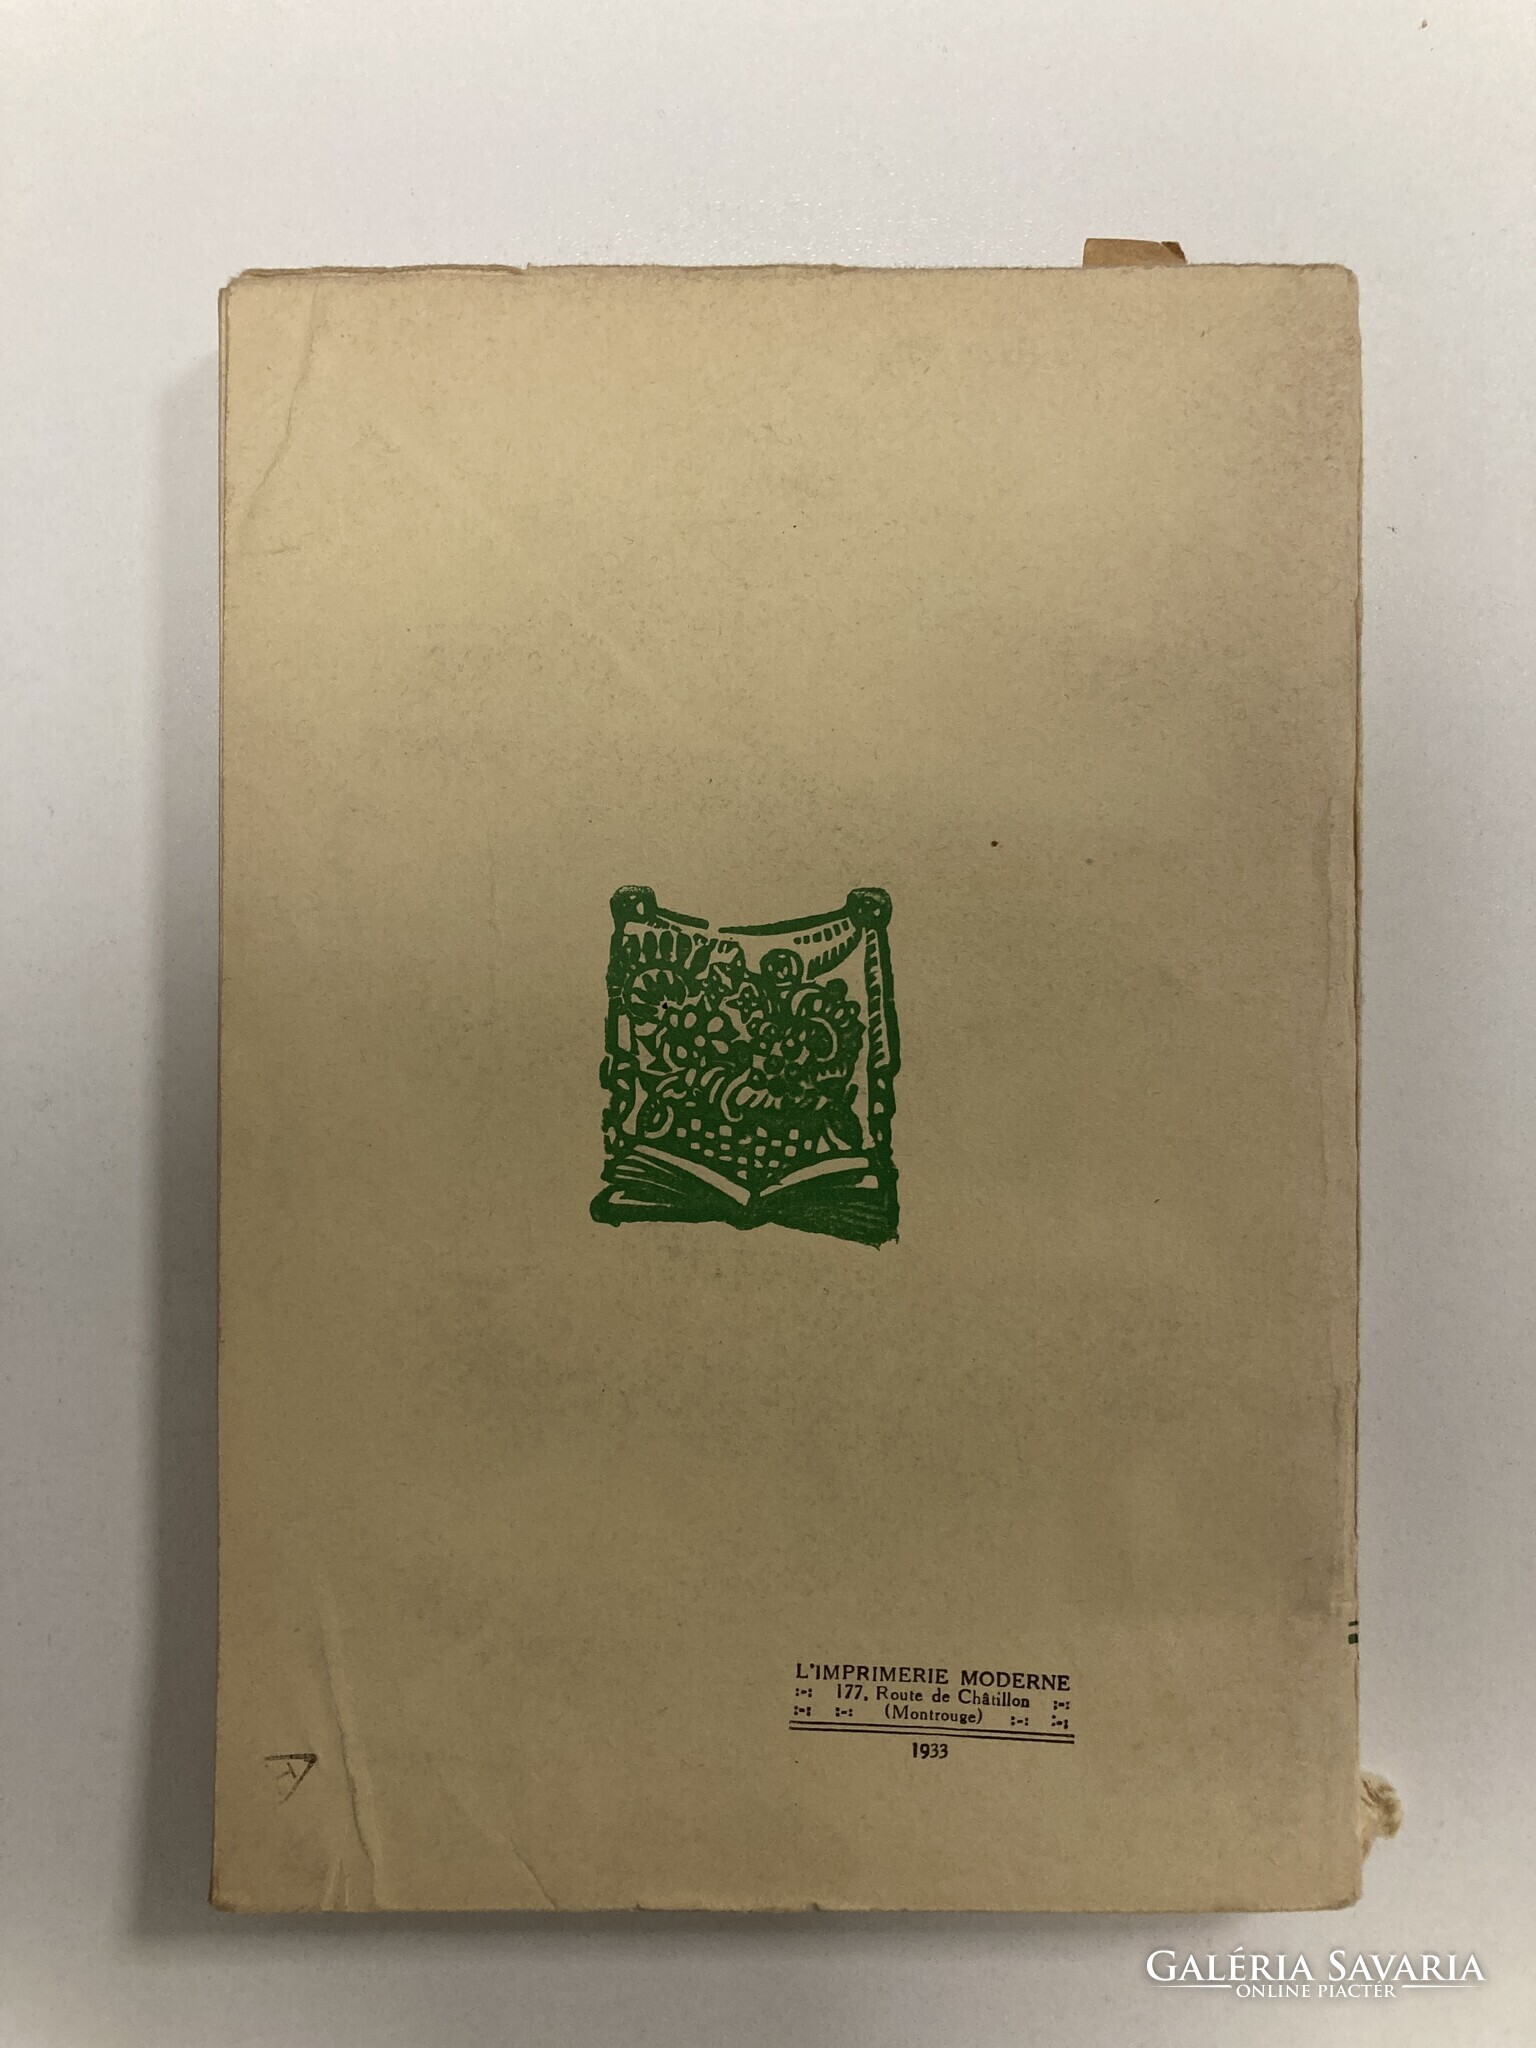 L'IMPRIMERIE MODERNE
:-: 177, Route de Châtillon :-:
:-: :-: (Montrouge) :-: :-:
1933
GALÉRIA SAVARIA
ONLINE PIACTÉR